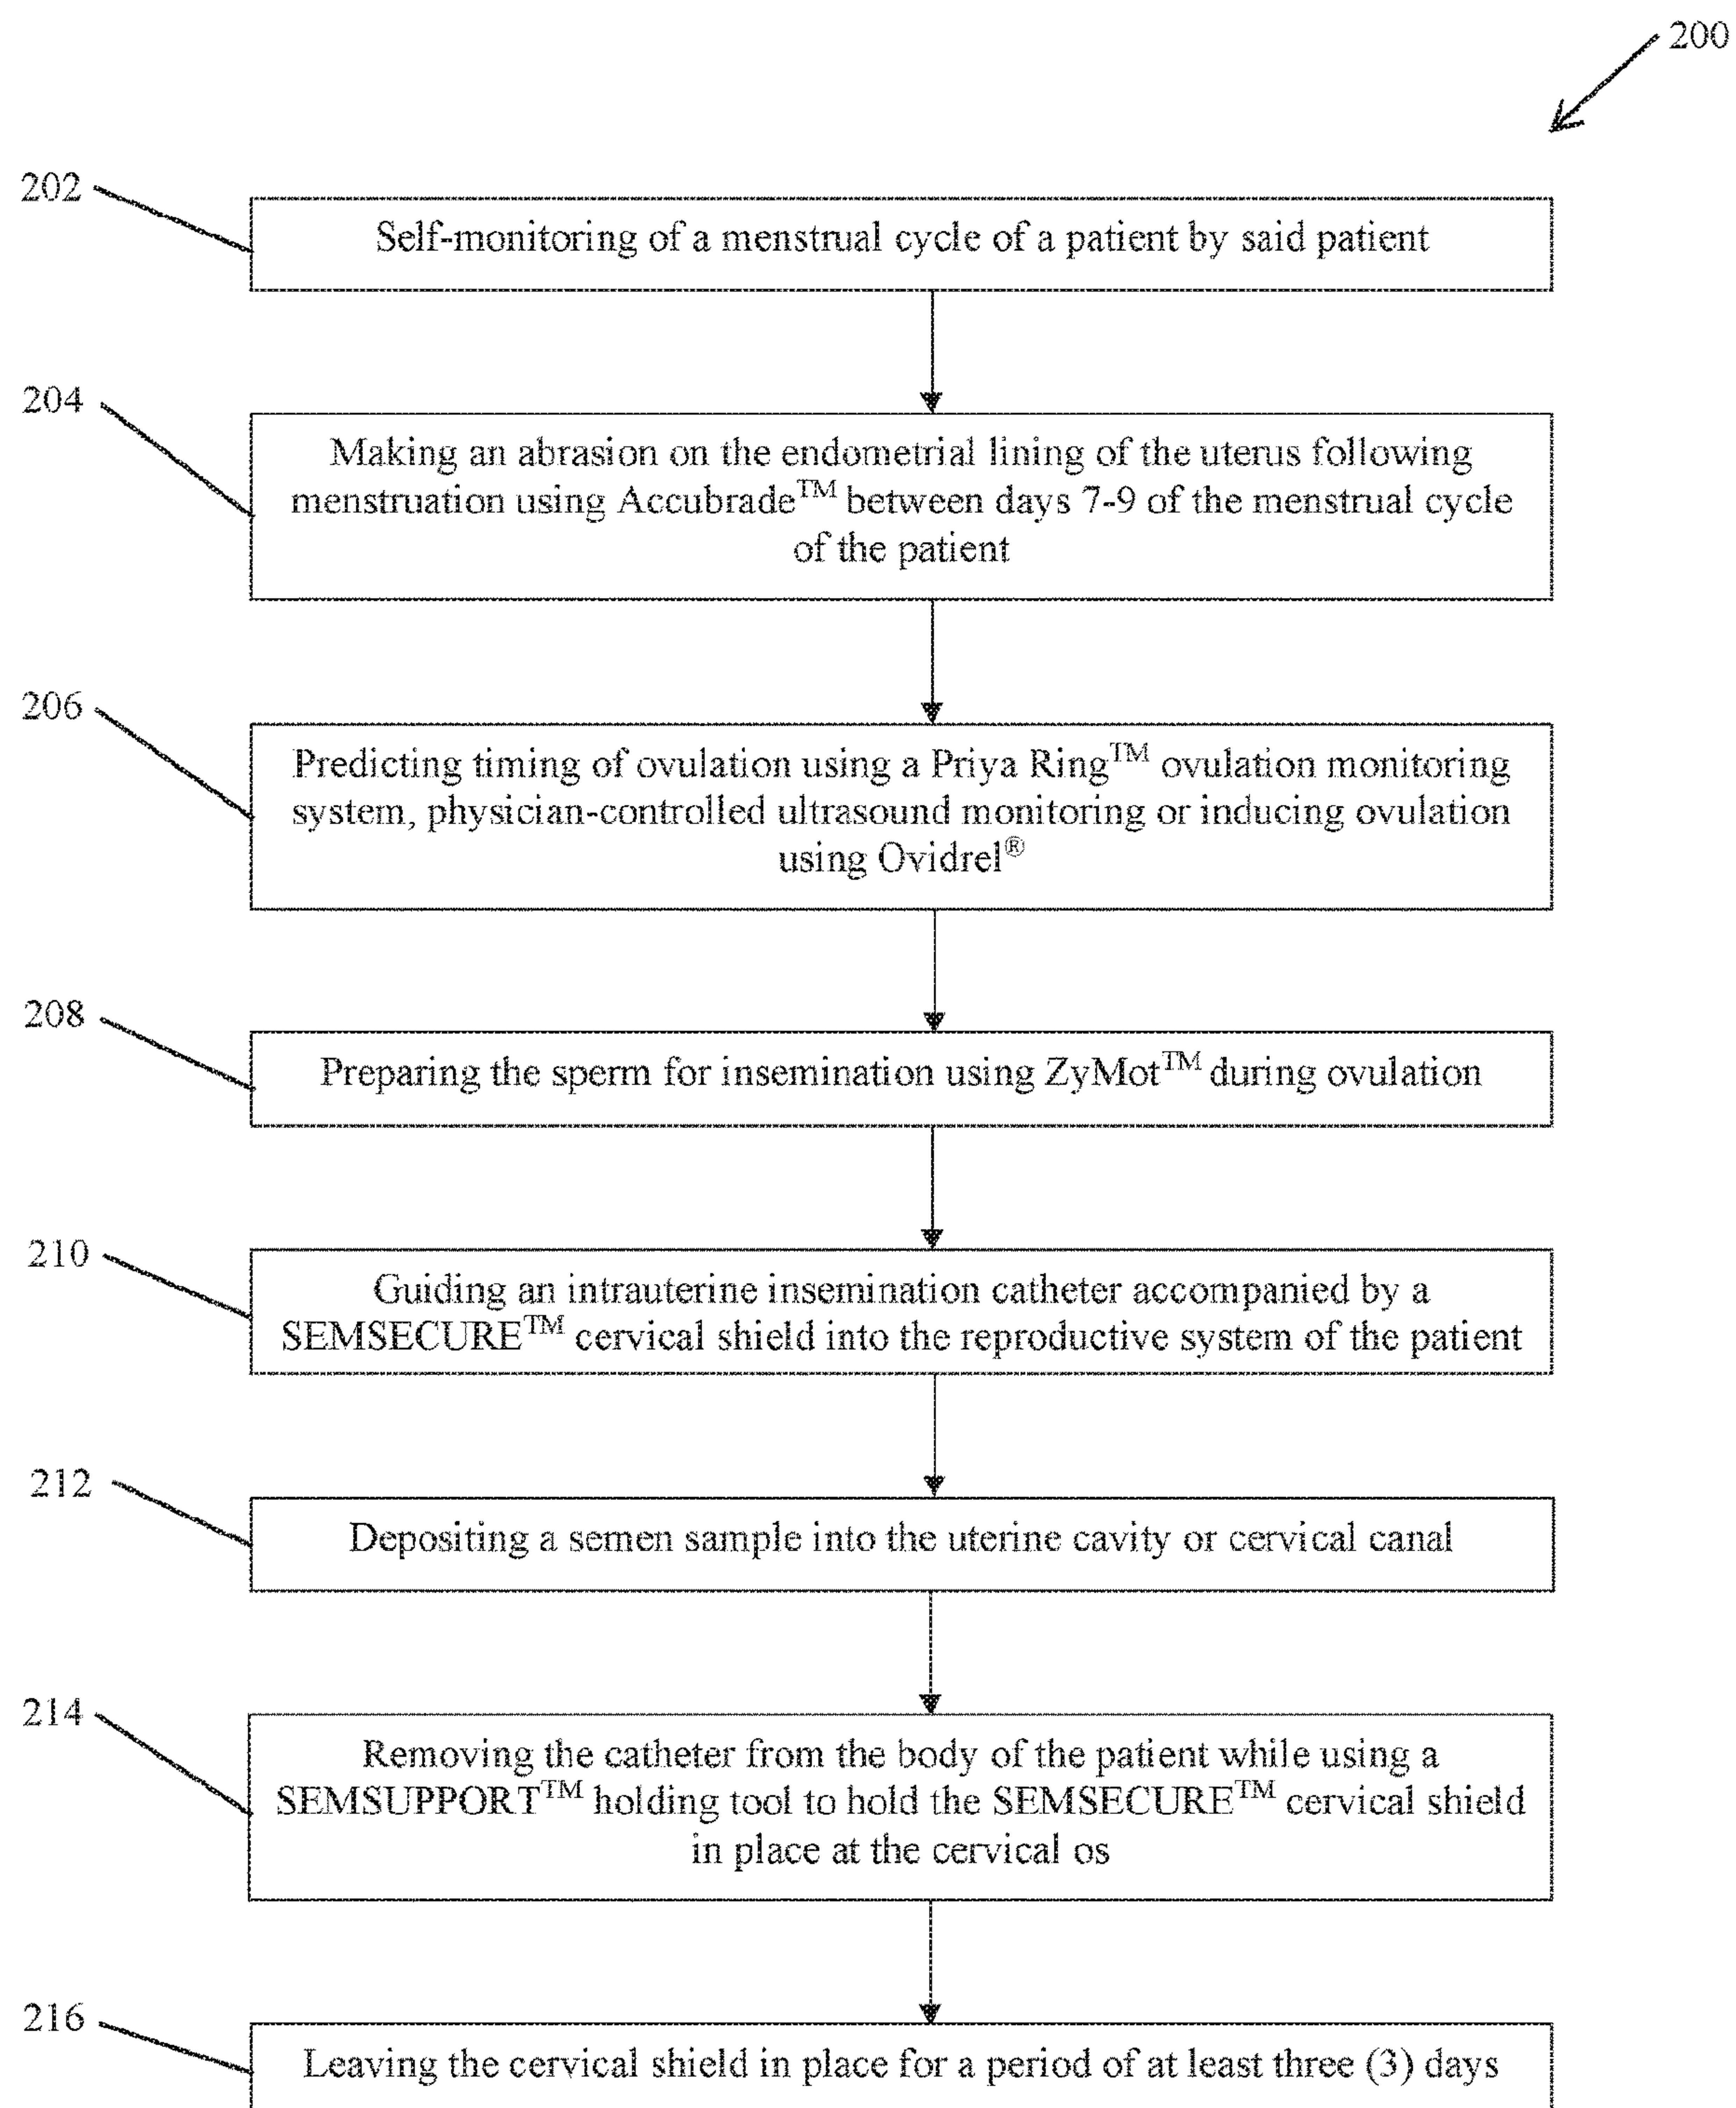 200
202
Self-monitoring of a menstrual cycle of a patient by said patient
204
Making an abrasion on the endometrial lining of the uterus following
menstruation using Accubrade™ between days 7-9 of the menstrual cycle
of the patient
206
Predicting timing of ovulation using a Priya Ring™ ovulation monitoring
system, physician-controlled ultrasound monitoring or inducing ovulation
using Ovidrel®
208
Preparing the sperm for insemination using ZyMot™ during ovulation
210
Guiding an intrauterine insemination catheter accompanied by a
SEMSECURE™ cervical shield into the reproductive system of the patient
212
Depositing a semen sample into the uterine cavity or cervical canal
214
Removing the catheter from the body of the patient while using a
SEMSUPPORT™ holding tool to hold the SEMSECURE™ cervical shield
in place at the cervical os
216
Leaving the cervical shield in place for a period of at least three (3) days